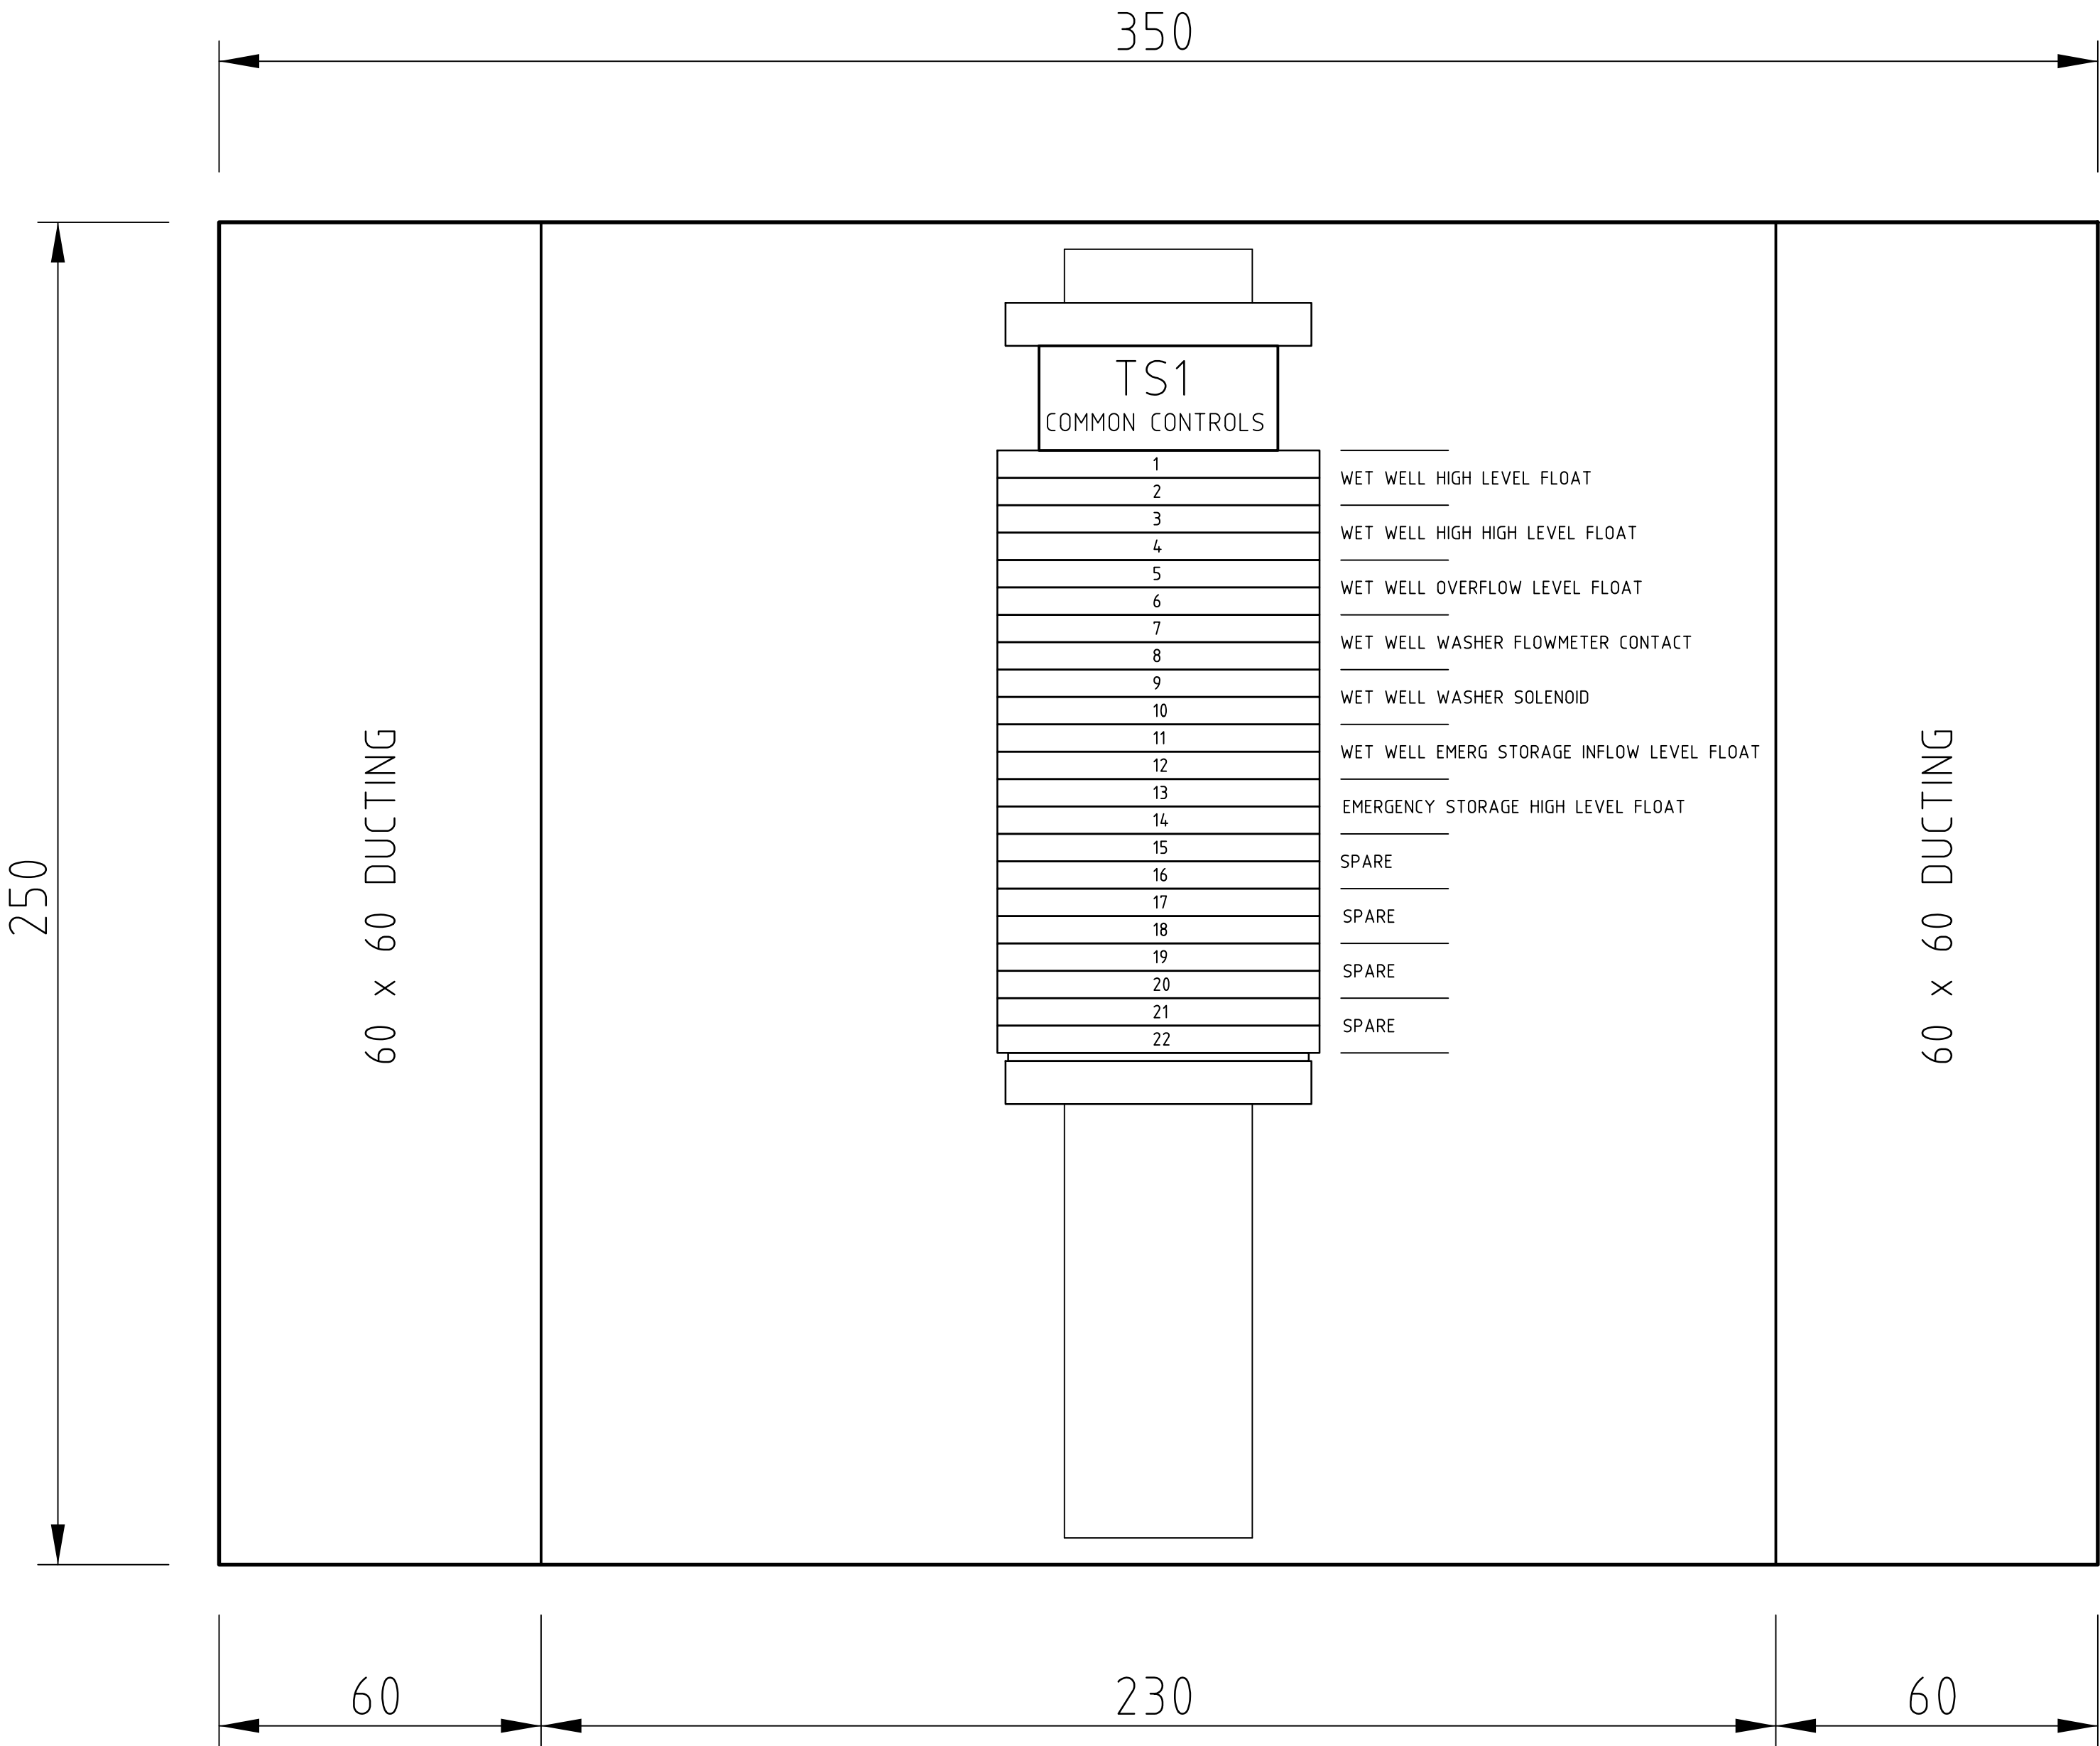 350
TS1
COMMON CONTROLS
1
WET WELL HIGH LEVEL FLOAT
2
3
WET WELL HIGH HIGH LEVEL FLOAT
4
5
WET WELL OVERFLOW LEVEL FLOAT
6
7
WET WELL WASHER FLOWMETER CONTACT
8
9
WET WELL WASHER SOLENOID
10
11
WET WELL EMERG STORAGE INFLOW LEVEL FLOAT
12
13
EMERGENCY STORAGE HIGH LEVEL FLOAT
14
15
SPARE
16
17
SPARE
18
19
SPARE
20
21
SPARE
22
250
60 x 60 DUCTING
60 x 60 DUCTING
60
230
60